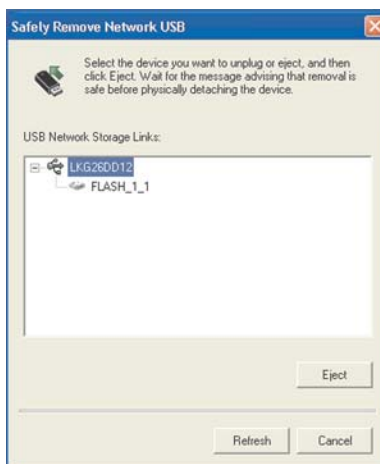 Safely Remove Network USB
Select the device you want to unplug or eject, and then
click Eject. Wait for the message advising that removal is
safe before physically detaching the device.
USB Network Storage Links:
LKG26DD12
FLASH_1_1
Eject
Refresh
Cancel